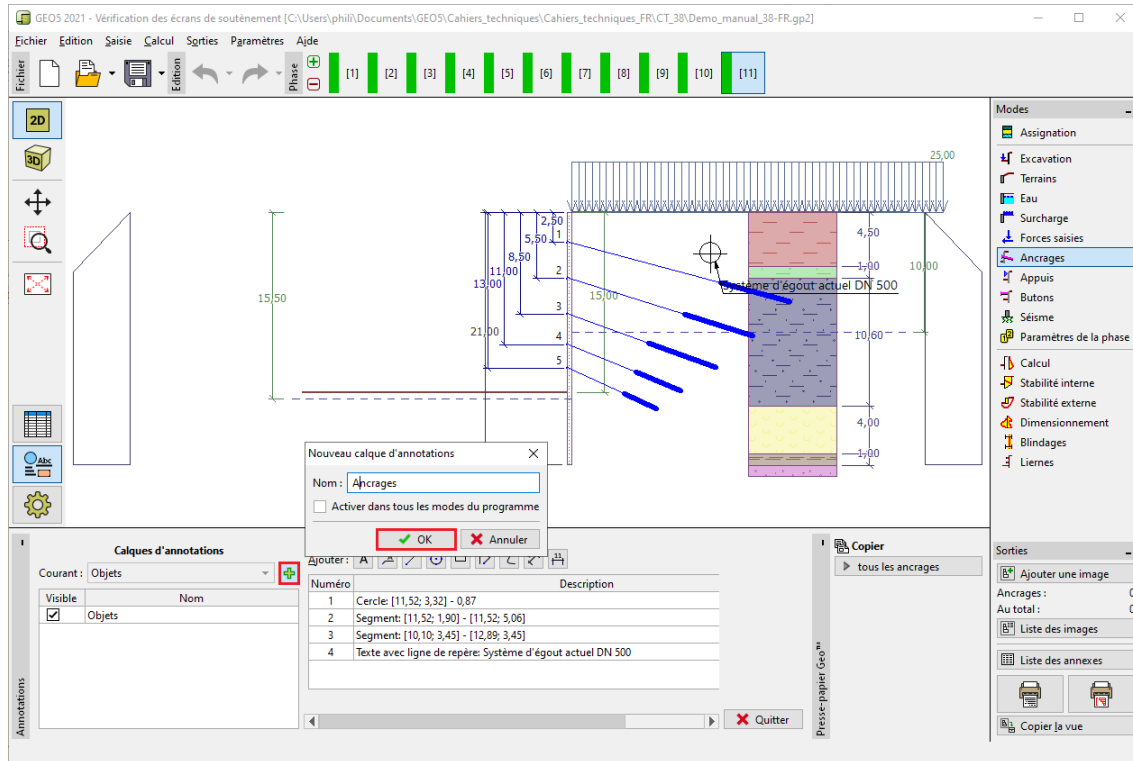 GEO5 2021 - Vérification des écrans de soutènement [C:\Users\phili\Documents\GEO5\Cahiers_techniques\Cahiers_techniques_FR\CT_38\Demo_manual_38-FR.gp2]
Fichier Edition Saisie Calcul Sorties Paramètres Aide
Fichier
Edition
Phase
[1] [2] [3] [4] [5] [6] [7] [8] [9] [10] [11]
2D
3D
Abc
25,00
2,50
5,50
8,50
11,00
13,00
21,00
15,50
15,00
1
2
3
4
5
Système d'égout actuel DN 500
4,50
1,00
10,60
4,00
1,00
10,00
Modes
Assignation
Excavation
Terrains
Eau
Surcharge
Forces saisies
Ancrages
Appuis
Butons
Séisme
Paramètres de la phase
Calcul
Stabilité interne
Stabilité externe
Dimensionnement
Blindages
Liernes
Nouveau calque d'annotations
Nom : Ancrages
Activer dans tous les modes du programme
OK Annuler
Annotations
Calques d'annotations
Courant : Objets
Visible Nom
Objets
Ajouter : A
11
Numéro Description
1 Cercle: [11,52; 3,32] - 0,87
2 Segment: [11,52; 1,90] - [11,52; 5,06]
3 Segment: [10,10; 3,45] - [12,89; 3,45]
4 Texte avec ligne de repère: Système d'égout actuel DN 500
Quitter
Presse-papier Geo™
Copier
tous les ancrages
Sorties
Ajouter une image
Ancrages : 0
Au total : 0
Liste des images
Liste des annexes
Copier la vue